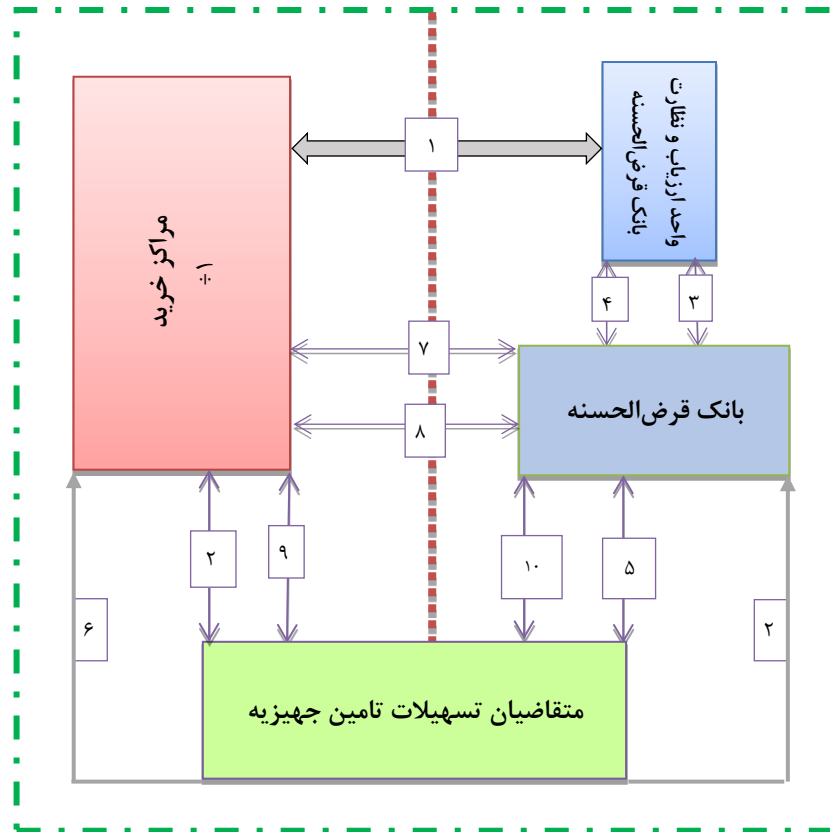 ۱
واحد ارزیاب و نظارت
بانک قرض‌الحسنه
مراکز خرید
۱÷
۴
۳
۷
بانک قرض‌الحسنه
۸
۲
۹
۱۰
۵
۶
۲
متقاضیان تسهیلات تامین جهیزیه